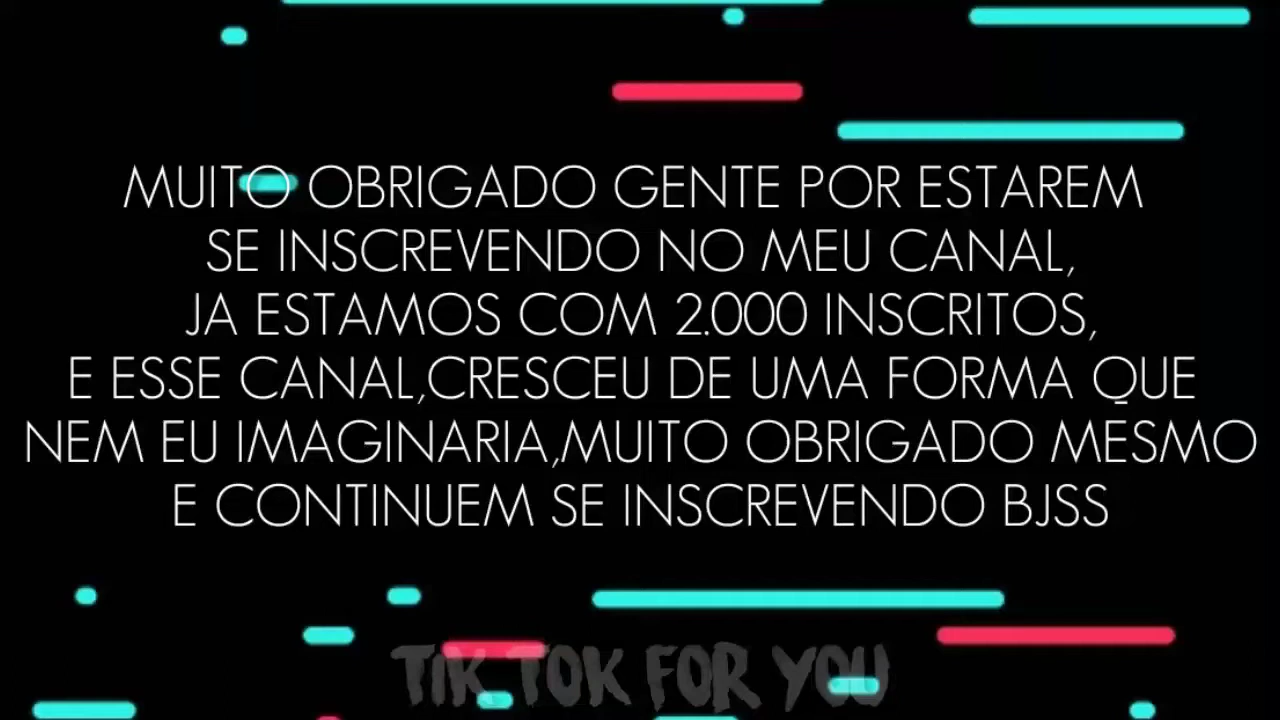 MUITO OBRIGADO GENTE POR ESTAREM
SE INSCREVENDO NO MEU CANAL,
JA ESTAMOS COM 2.000 INSCRITOS,
E ESSE CANAL,CRESCEU DE UMA FORMA QUE
NEM EU IMAGINARIA,MUITO OBRIGADO MESMO
E CONTINUEM SE INSCREVENDO BJSS
TIK TOK FOR YOU